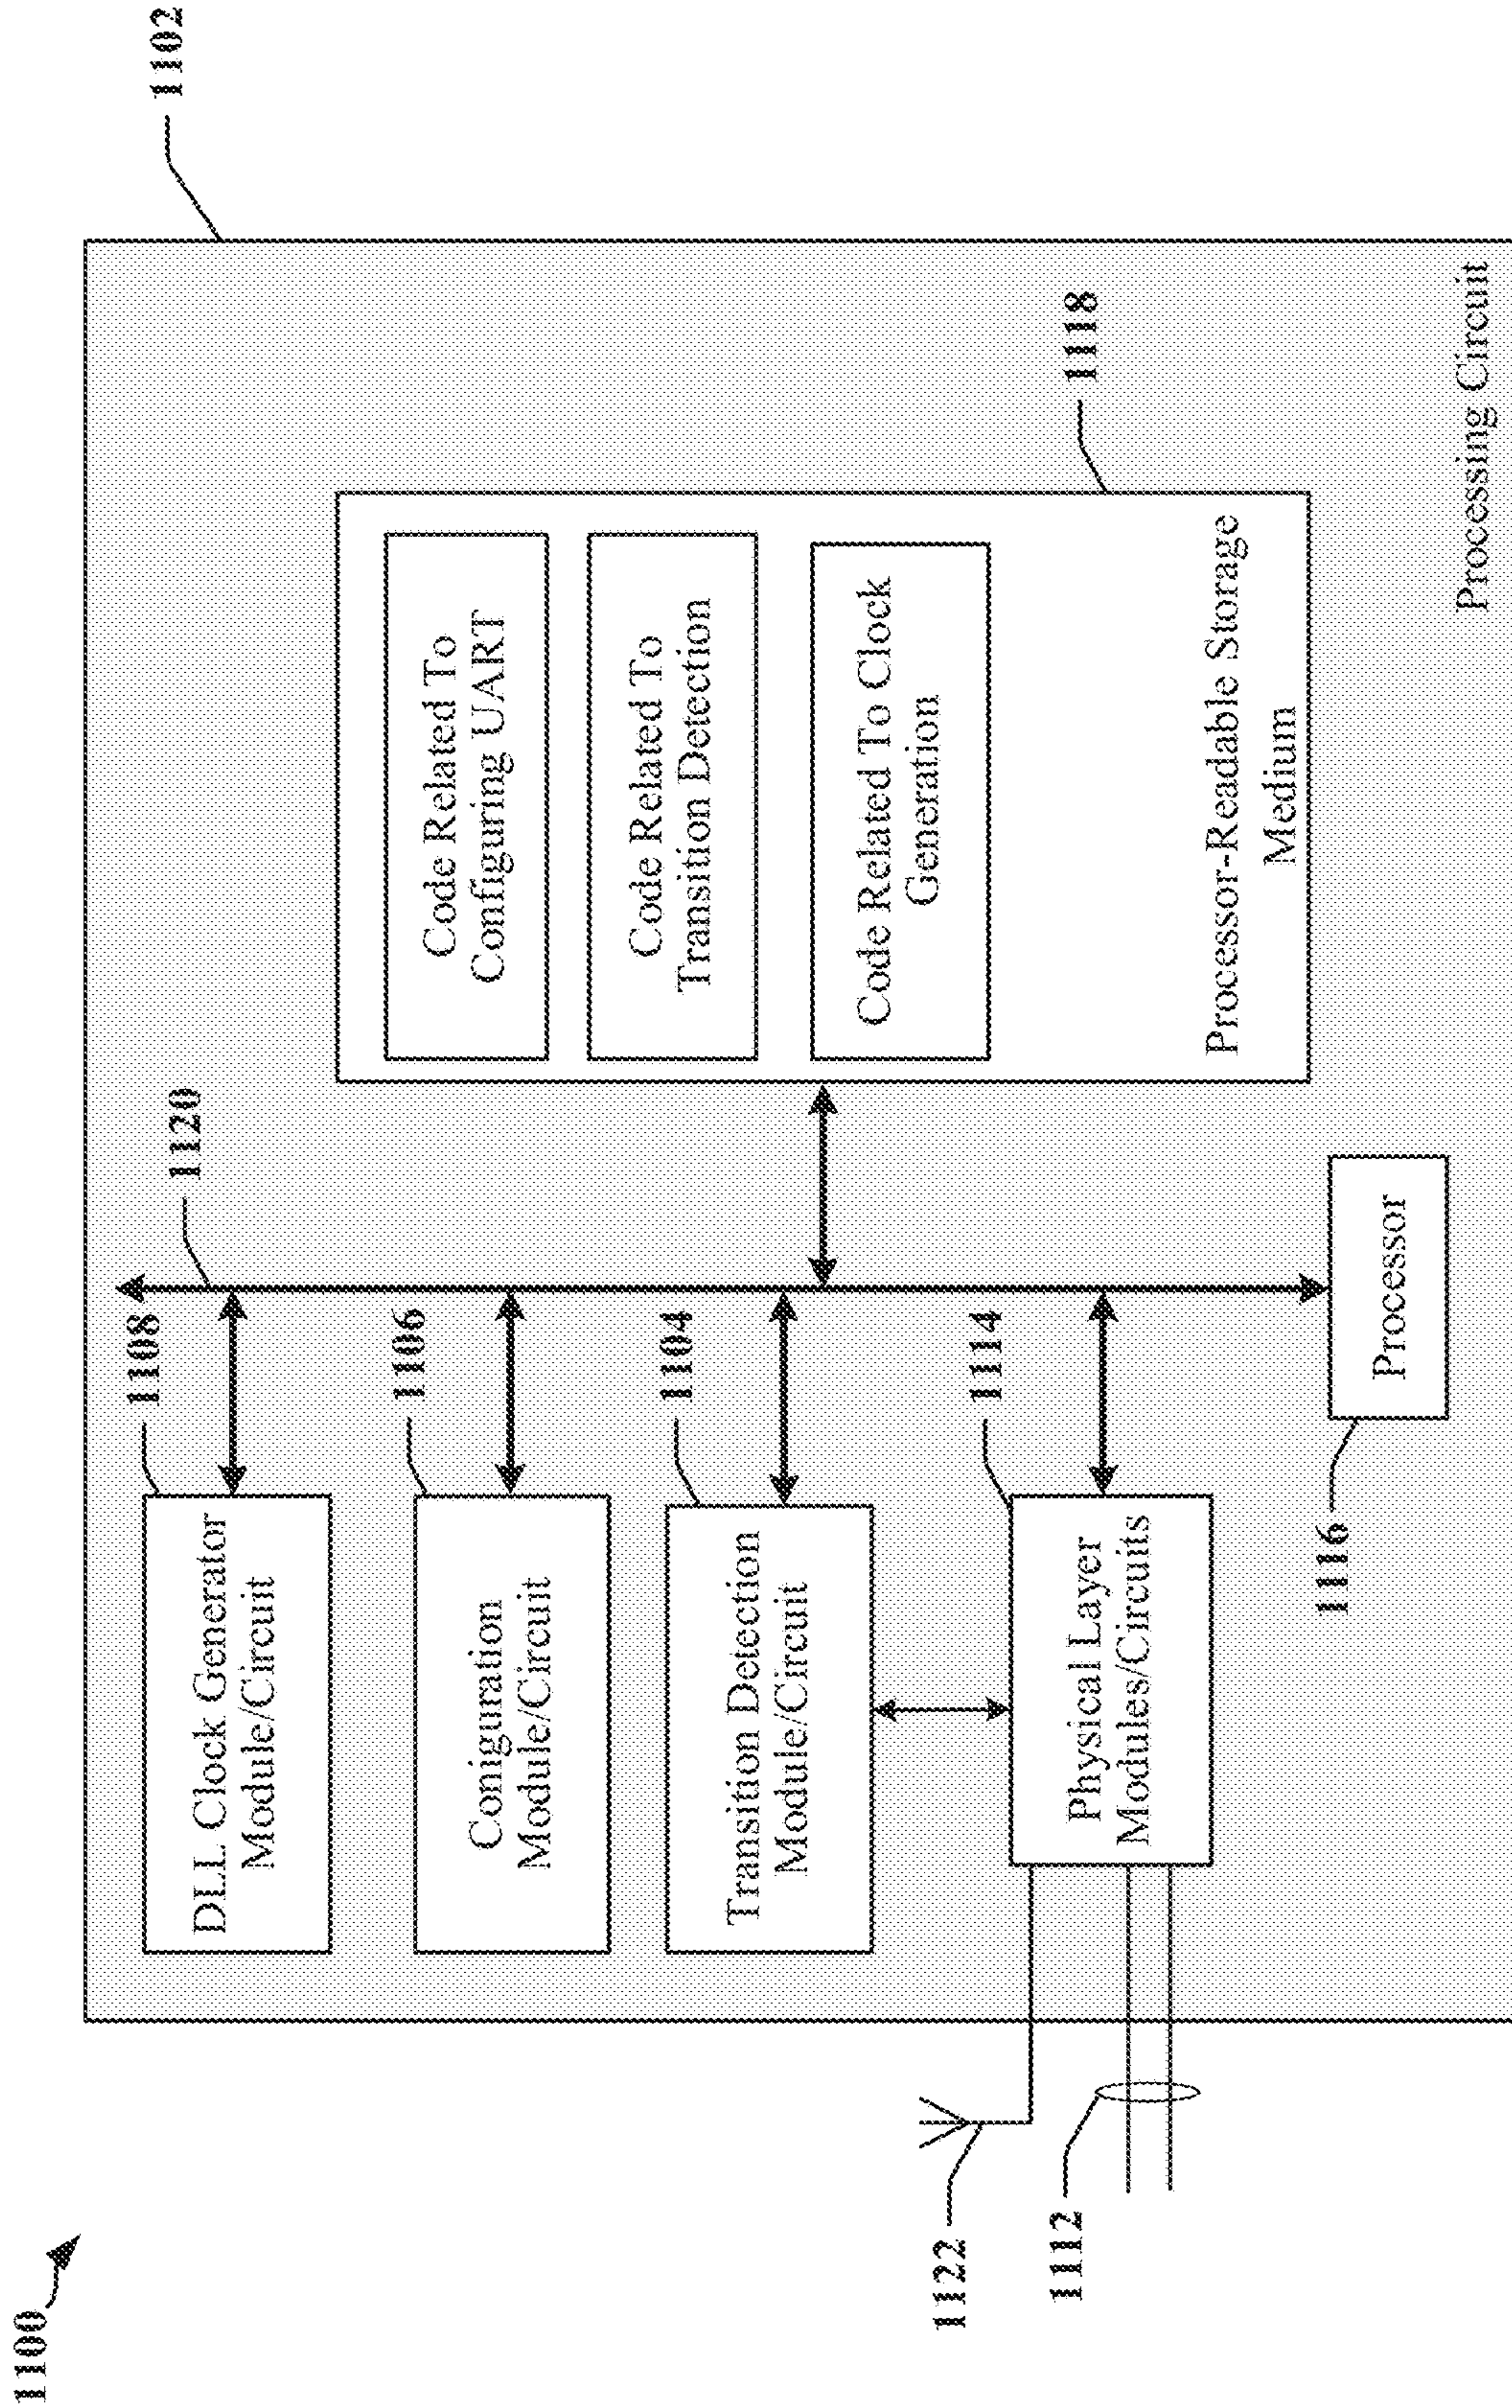 1100
1102
1108
DLL Clock Generator
Module/Circuit
1120
1106
Coniguration
Module/Circuit
1104
Transition Detection
Module/Circuit
1114
Physical Layer
Modules/Circuits
1122
1112
1116
Processor
1118
Code Related To
Configuring UART
Code Related To
Transition Detection
Code Related To Clock
Generation
Processor-Readable Storage
Medium
Processing Circuit